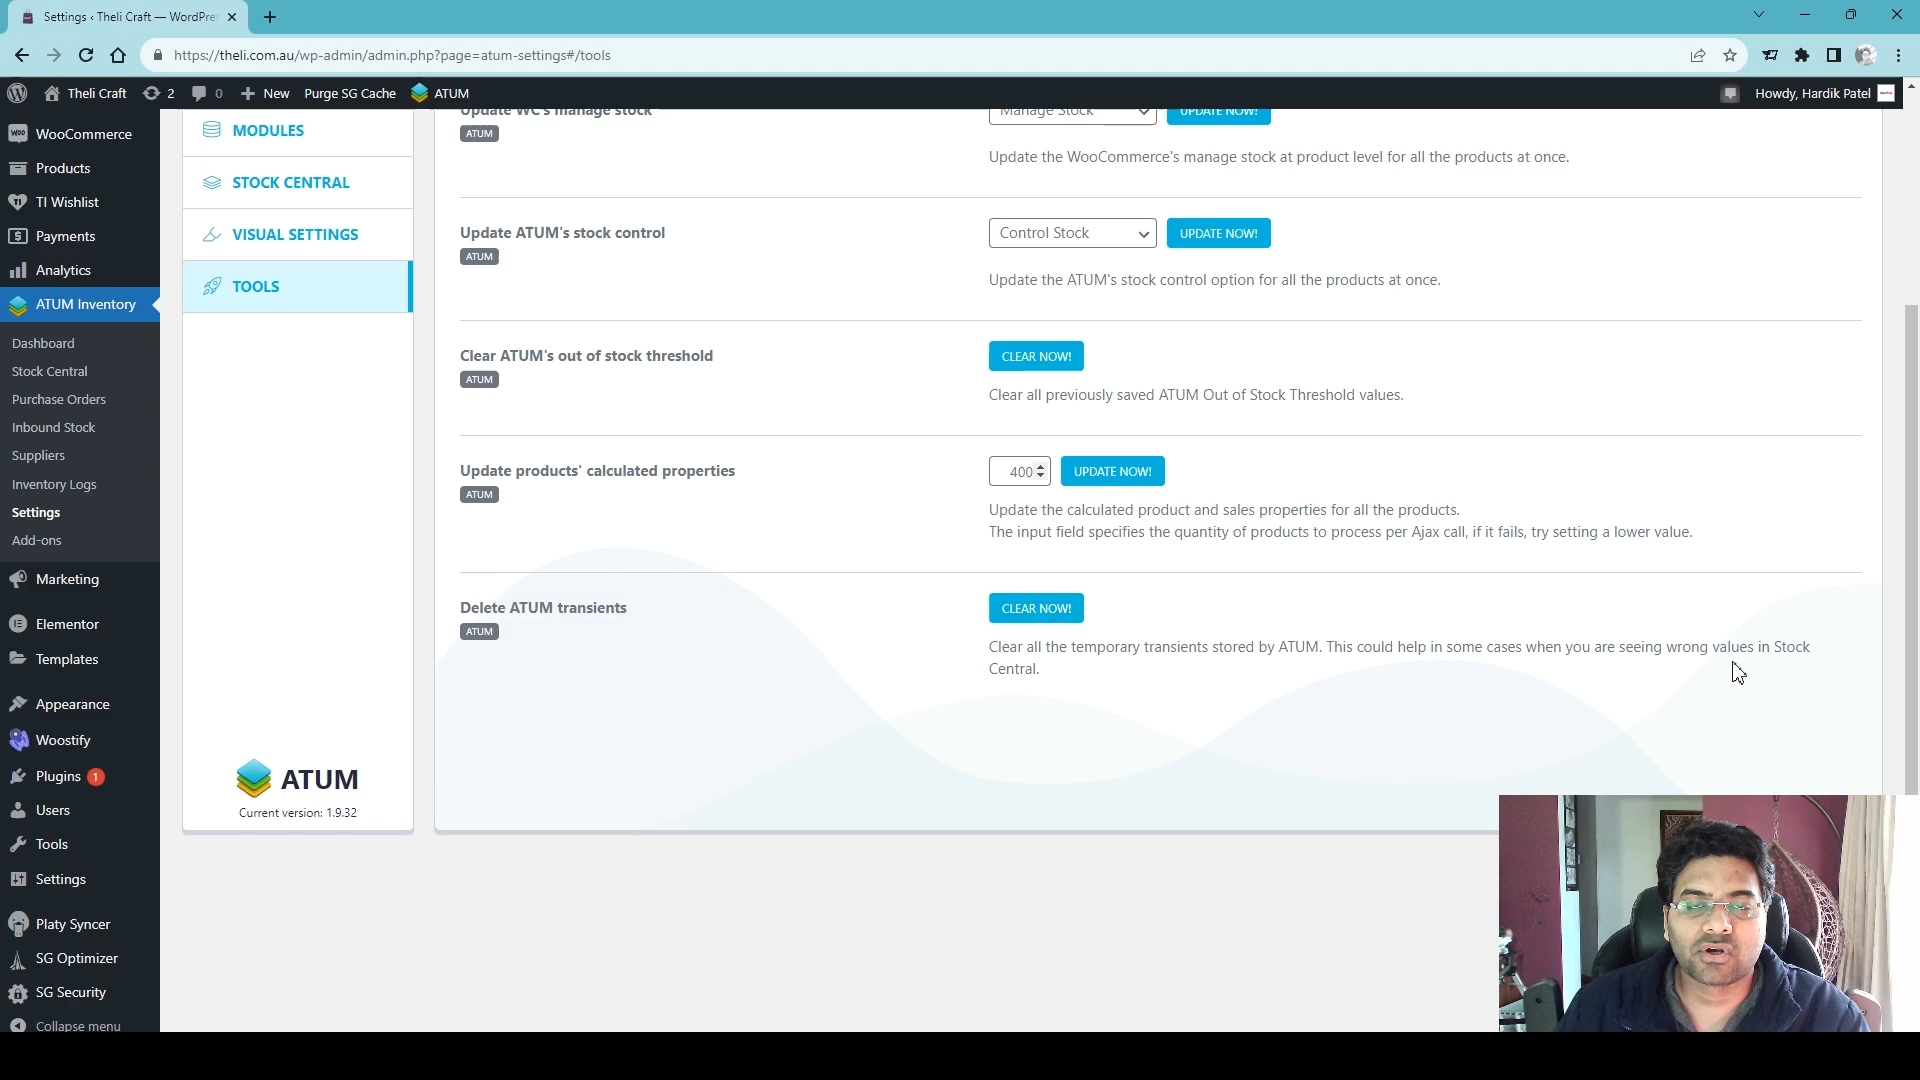 Settings ‹ Theli Craft — WordPre
https://theli.com.au/wp-admin/admin.php?page=atum-settings#/tools
Theli Craft
2
0
New
Purge SG Cache
ATUM
Howdy, Hardik Patel
WooCommerce
Products
TI Wishlist
Payments
Analytics
ATUM Inventory
Dashboard
Stock Central
Purchase Orders
Inbound Stock
Suppliers
Inventory Logs
Settings
Add-ons
Marketing
Elementor
Templates
Appearance
Woostify
Plugins 1
Users
Tools
Settings
Platy Syncer
SG Optimizer
SG Security
Collapse menu
MODULES
STOCK CENTRAL
VISUAL SETTINGS
TOOLS
ATUM
Current version: 1.9.32
Update WC's manage stock
ATUM
Manage Stock
UPDATE NOW!
Update the WooCommerce's manage stock at product level for all the products at once.
Update ATUM's stock control
ATUM
Control Stock
UPDATE NOW!
Update the ATUM's stock control option for all the products at once.
Clear ATUM's out of stock threshold
ATUM
CLEAR NOW!
Clear all previously saved ATUM Out of Stock Threshold values.
Update products' calculated properties
ATUM
400
UPDATE NOW!
Update the calculated product and sales properties for all the products.
The input field specifies the quantity of products to process per Ajax call, if it fails, try setting a lower value.
Delete ATUM transients
ATUM
CLEAR NOW!
Clear all the temporary transients stored by ATUM. This could help in some cases when you are seeing wrong values in Stock
Central.